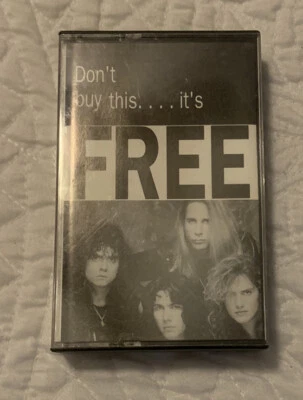 Don't
buy this. . . . it's
FREE